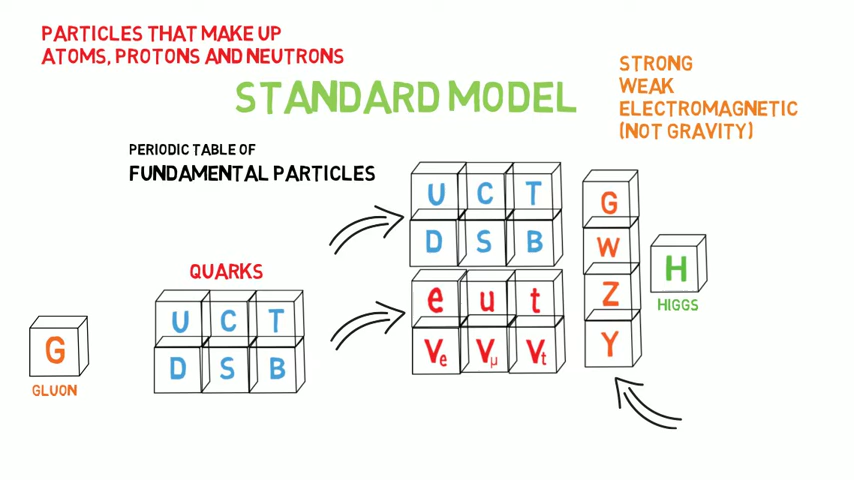 PARTICLES THAT MAKE UP
ATOMS, PROTONS AND NEUTRONS
STANDARD MODEL
STRONG
WEAK
ELECTROMAGNETIC
(NOT GRAVITY)
PERIODIC TABLE OF
FUNDAMENTAL PARTICLES
U C T
D S B
e u t
Ve Vμ Vt
G
W
Z
Y
H
HIGGS
QUARKS
U C T
D S B
G
GLUON